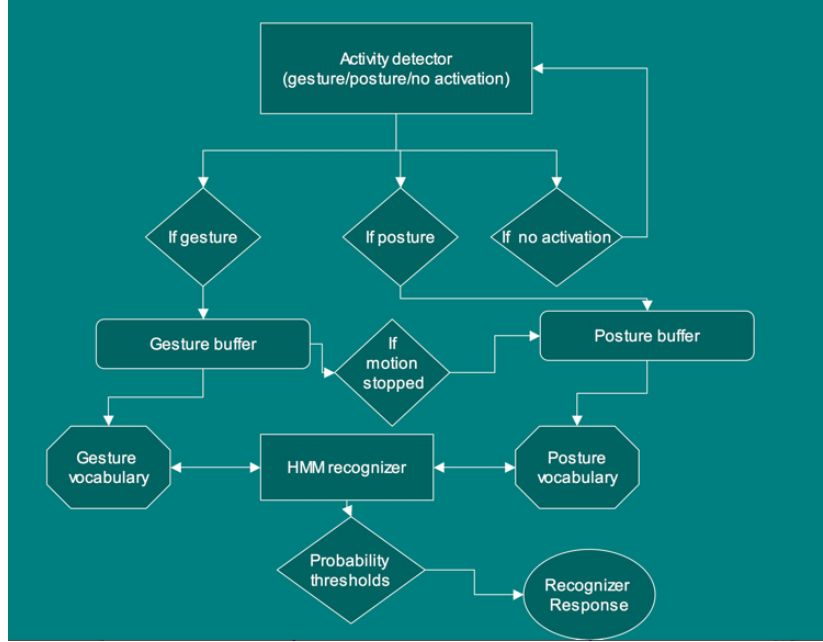 Activity detector
(gesture/posture/no activation)
If gesture
If posture
If no activation
Gesture buffer
If
motion
stopped
Posture buffer
Gesture
vocabulary
HMM recognizer
Posture
vocabulary
Probability
thresholds
Recognizer
Response